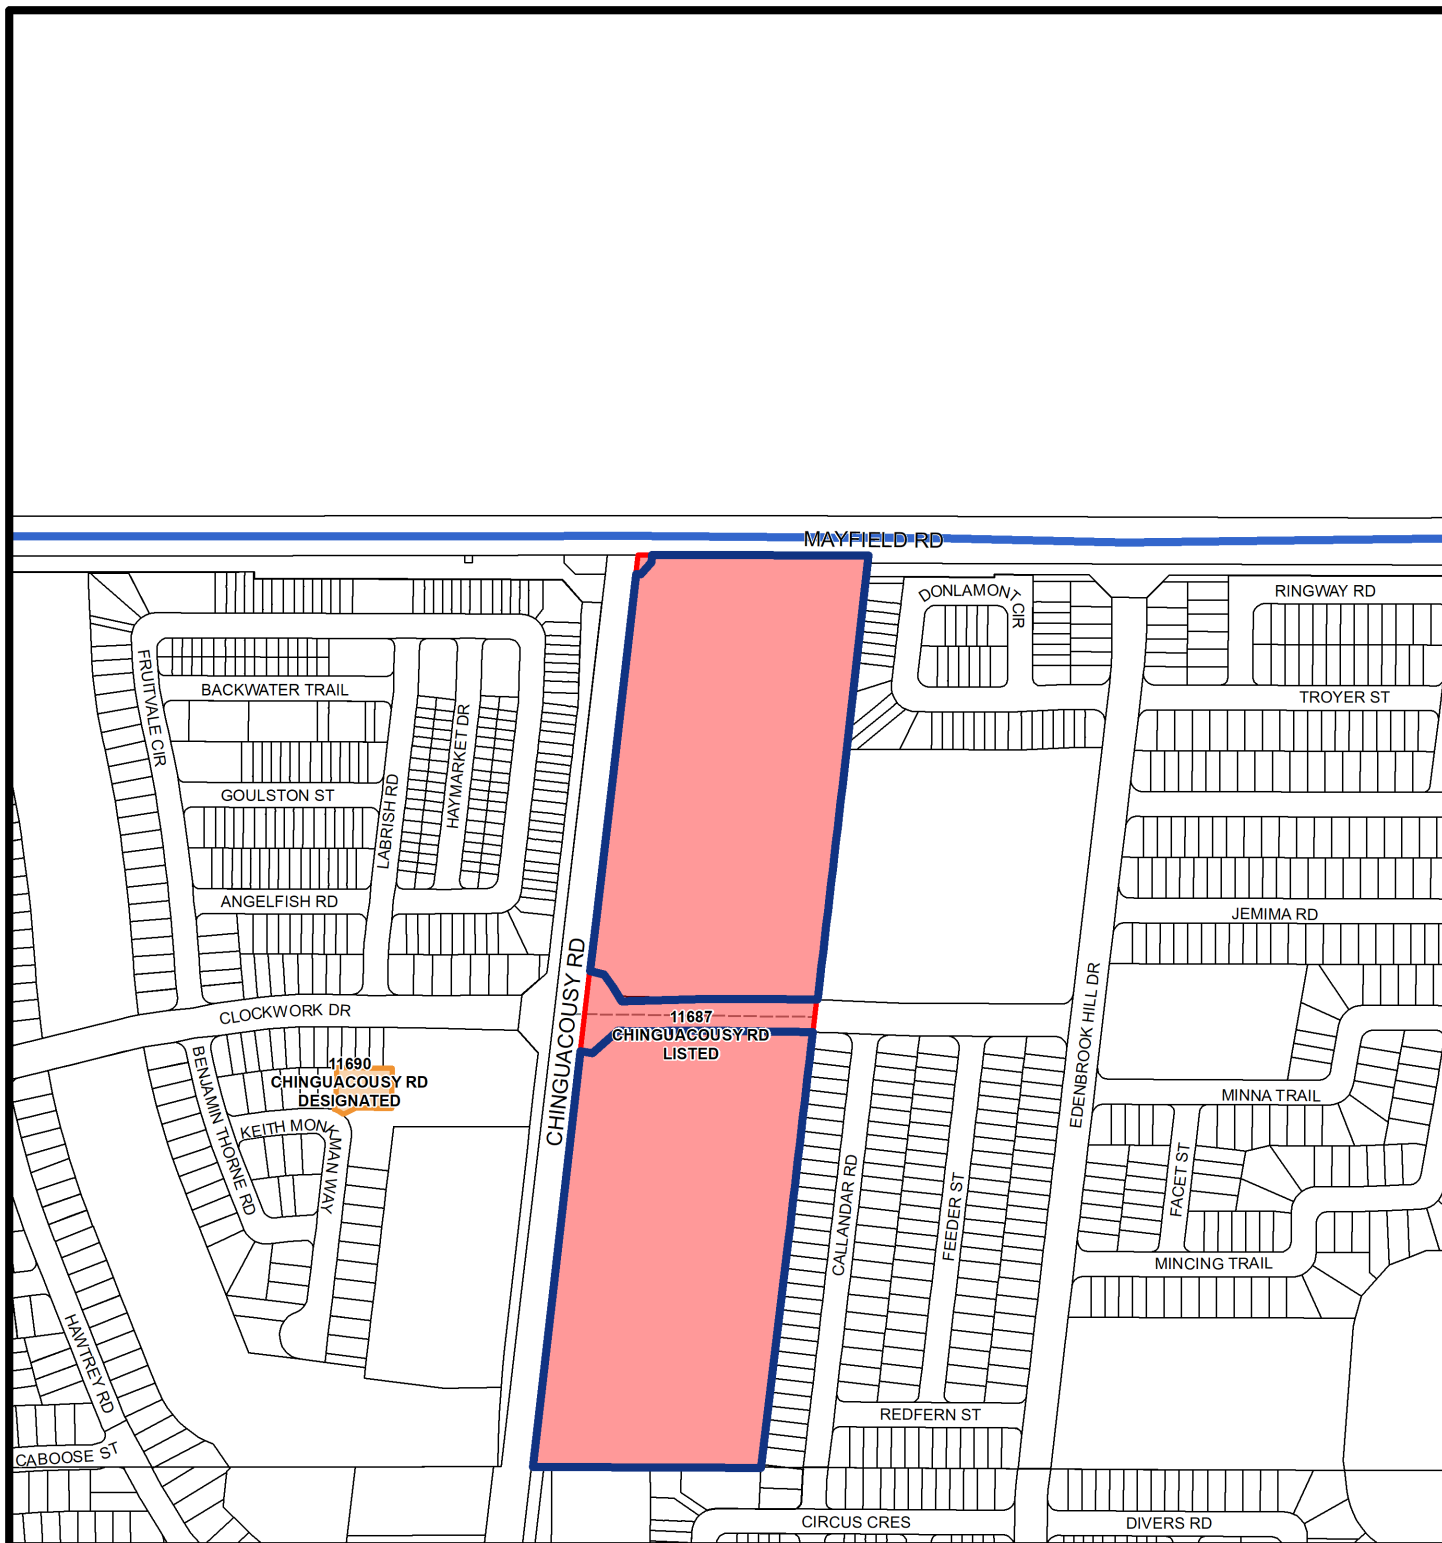 MAYFIELD RD
DONLAMONT CIR
RINGWAY RD
FRUITVALE CIR
BACKWATER TRAIL
TROYER ST
HAYMARKET DR
LABRISH RD
GOULSTON ST
ANGELFISH RD
JEMIMA RD
CHINGUACOUSY RD
EDENBROOK HILL DR
CLOCKWORK DR
11687
CHINGUACOUSY RD
LISTED
11690
CHINGUACOUSY RD
DESIGNATED
BENJAMIN THORNE RD
KEITH MONKMAN WAY
MINNA TRAIL
CALLANDAR RD
FEEDER ST
FACET ST
MINCING TRAIL
HAWTREY RD
REDFERN ST
CABOOSE ST
CIRCUS CRES
DIVERS RD